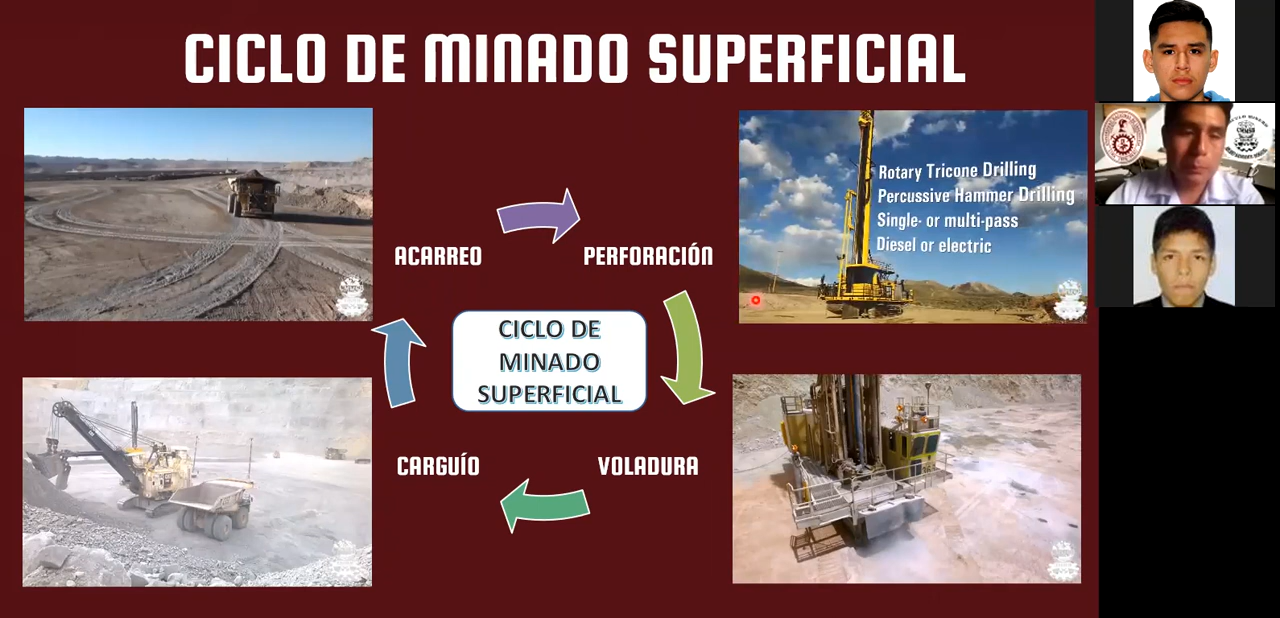 CICLO DE MINADO SUPERFICIAL
Rotary Tricone Drilling
Percussive Hammer Drilling
Single- or multi-pass
Diesel or electric
ACARREO
PERFORACIÓN
CICLO DE
MINADO
SUPERFICIAL
CARGUÍO
VOLADURA